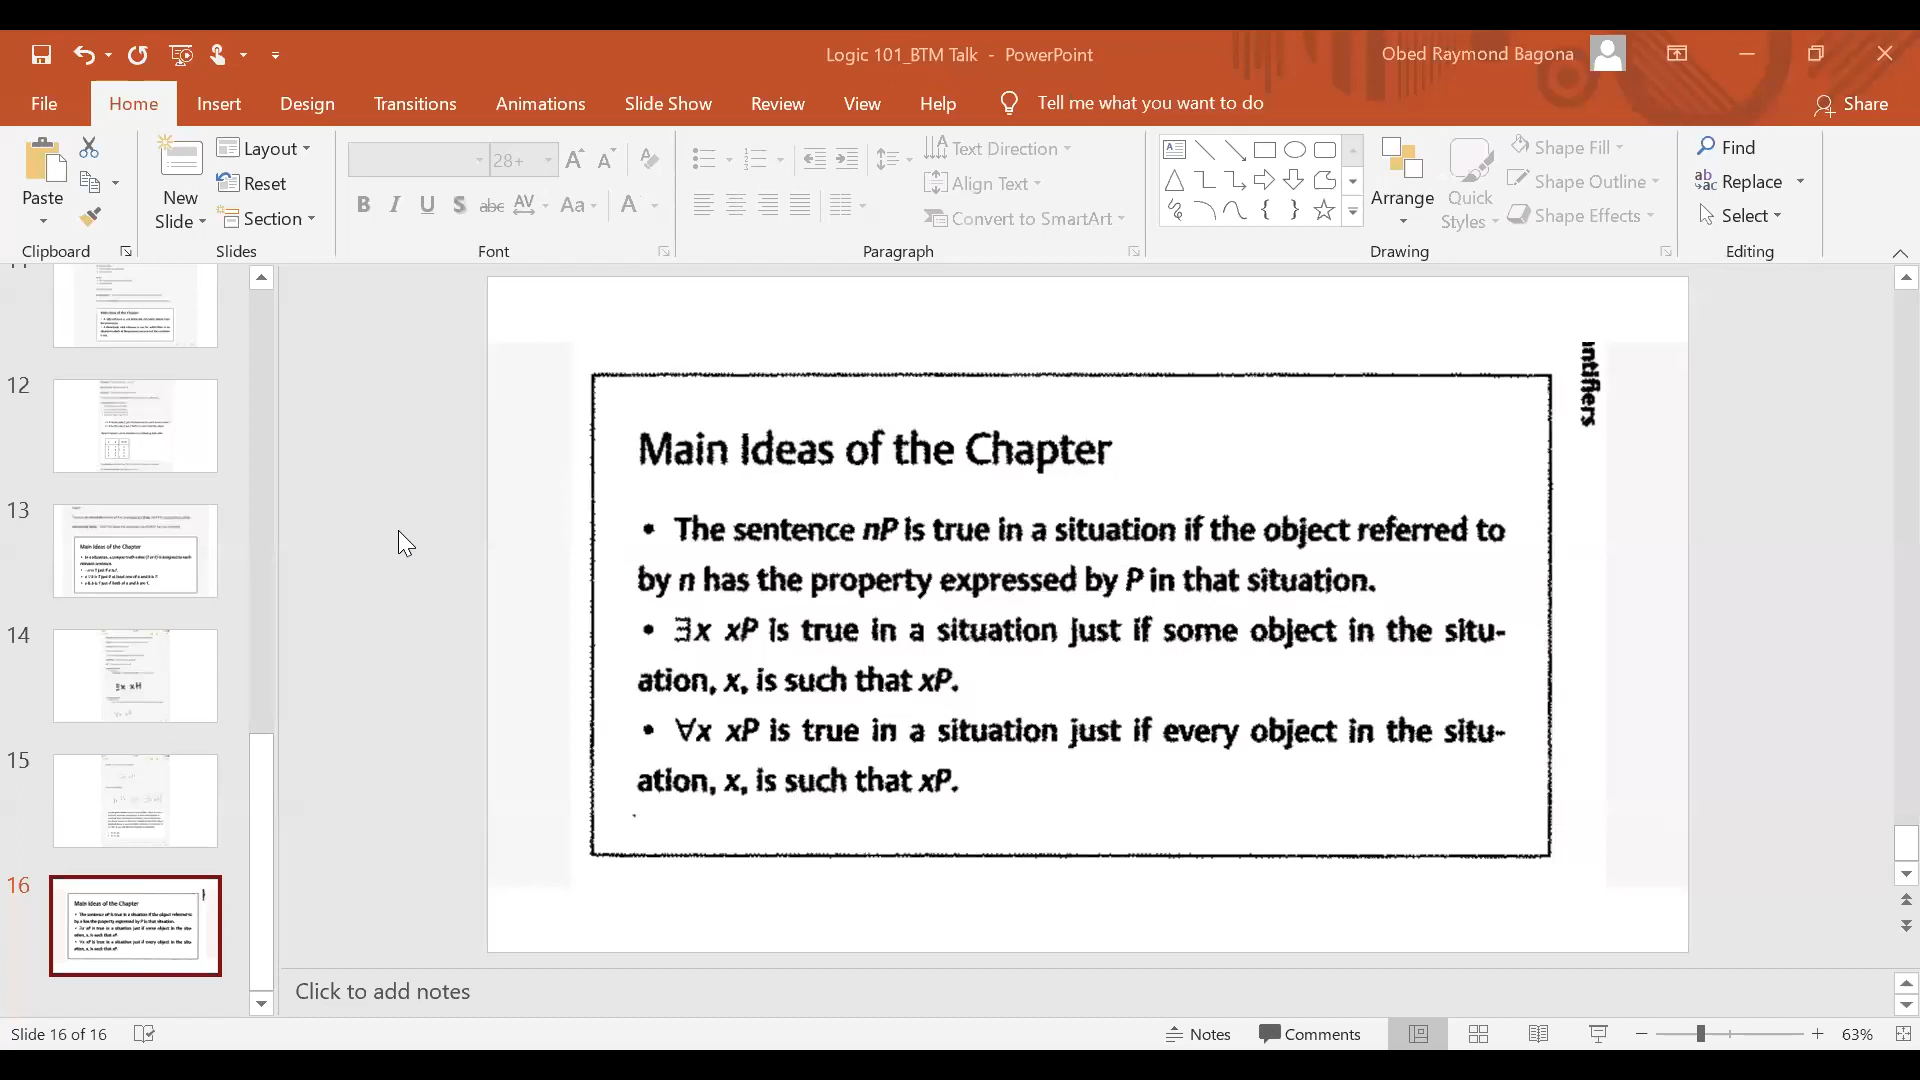 Logic 101_BTM Talk - PowerPoint
Obed Raymond Bagona
File Home Insert Design Transitions Animations Slide Show Review View Help Tell me what you want to do Share
Paste
New Slide
Layout
Reset
Section
28+
B I U S abc AV Aa A
Text Direction
Align Text
Convert to SmartArt
Arrange
Quick Styles
Shape Fill
Shape Outline
Shape Effects
Find
Replace
Select
Clipboard Slides Font Paragraph Drawing Editing
12
13
14
15
16
ntifiers
Main Ideas of the Chapter
• The sentence nP is true in a situation if the object referred to
by n has the property expressed by P in that situation.
• ∃x xP is true in a situation just if some object in the situ-
ation, x, is such that xP.
• ∀x xP is true in a situation just if every object in the situ-
ation, x, is such that xP.
Click to add notes
Slide 16 of 16
Notes Comments 63%